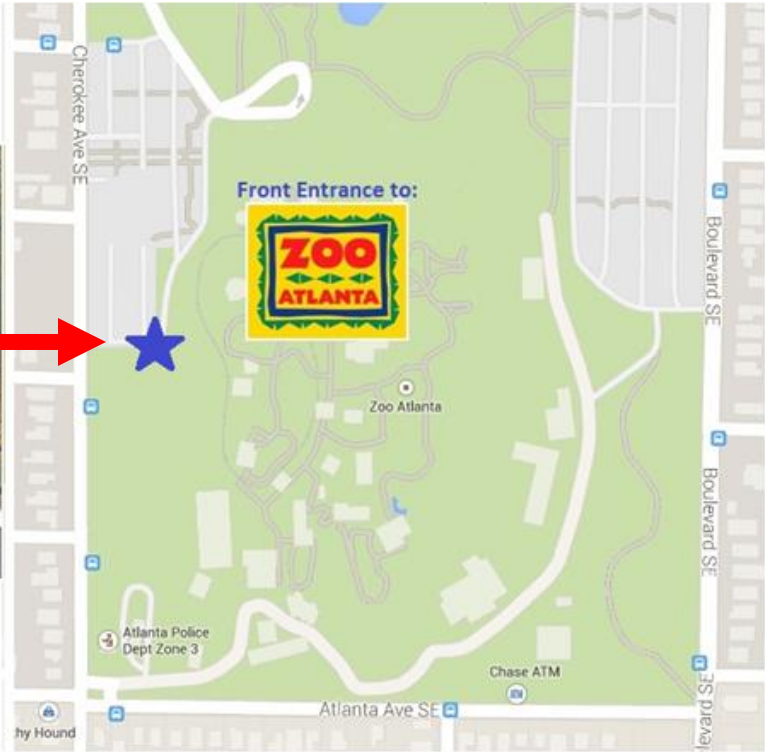 Cherokee Ave SE
Front Entrance to:
ZOO
ATLANTA
Boulevard SE
Zoo Atlanta
Boulevard SE
Atlanta Police
Dept Zone 3
Chase ATM
Atlanta Ave SE
evard SE
hy Hound